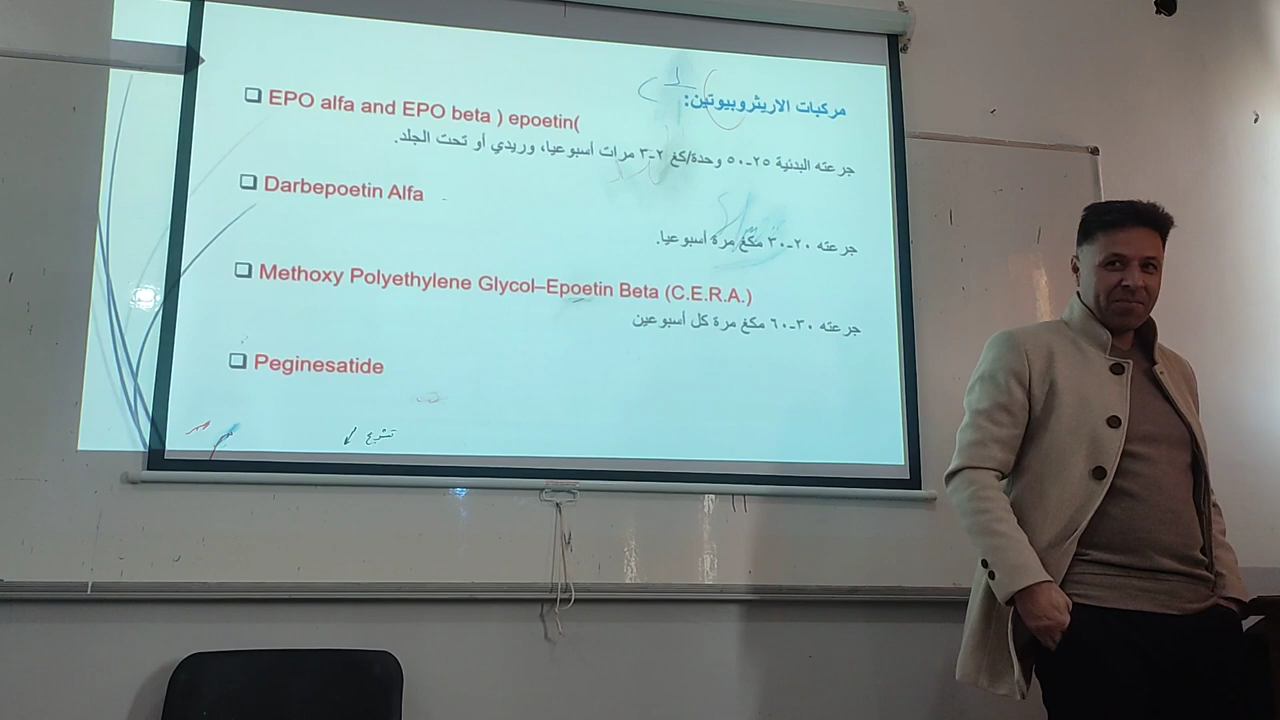 مركبات الاريثروبيوتين:
❑ EPO alfa and EPO beta ) epoetin(
جرعته البدئية ٢٥-٥٠ وحدة/كغ ٢-٣ مرات أسبوعيا، وريدي أو تحت الجلد.
❑ Darbepoetin Alfa
جرعته ٢٠-٣٠ مكغ مرة أسبوعيا.
❑ Methoxy Polyethylene Glycol–Epoetin Beta (C.E.R.A.)
جرعته ٣٠-٦٠ مكغ مرة كل أسبوعين
❑ Peginesatide
تشريح